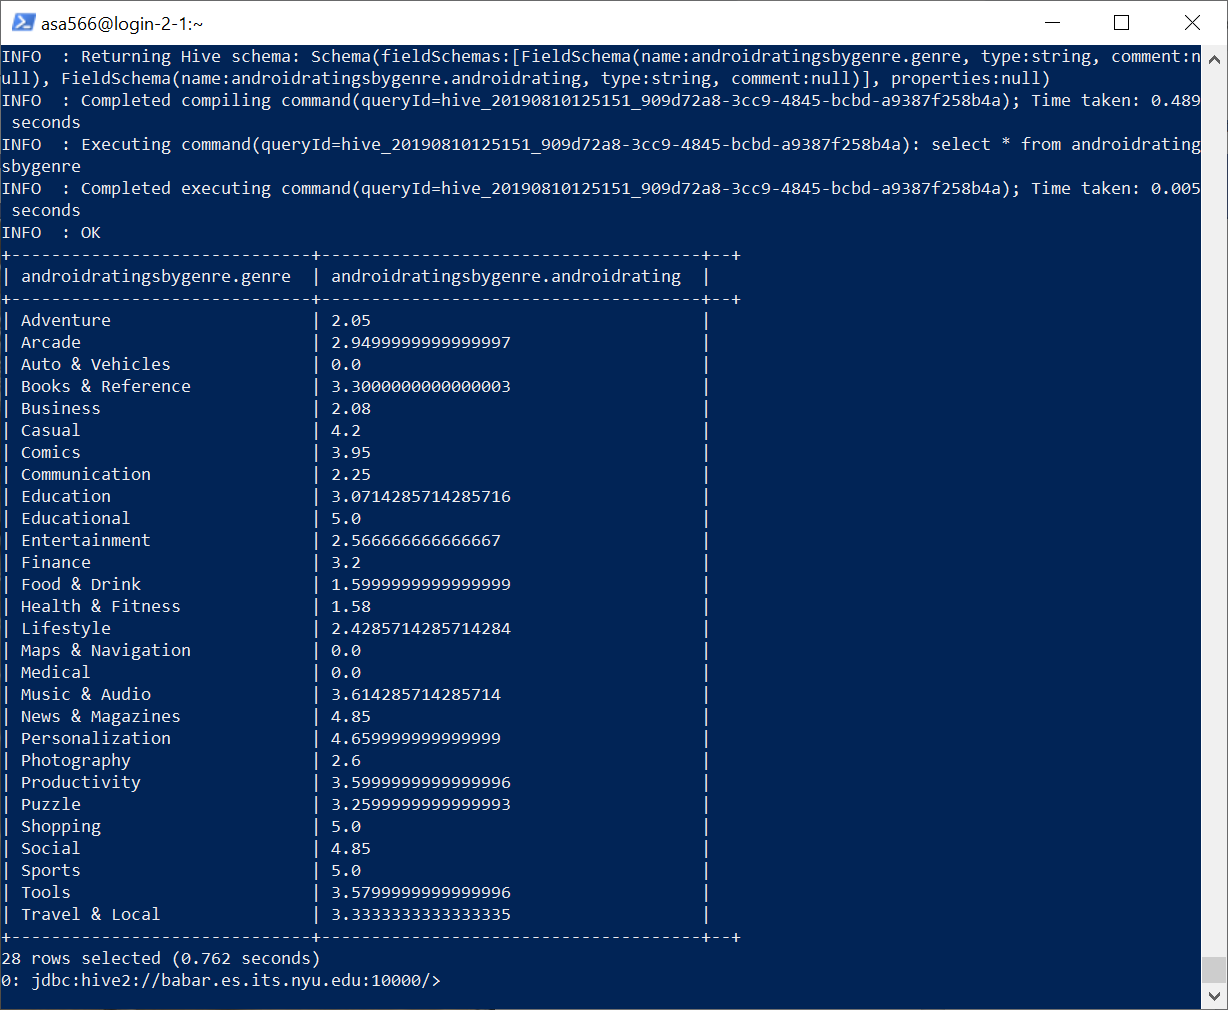 asa566@login-2-1:~
INFO  : Returning Hive schema: Schema(fieldSchemas:[FieldSchema(name:androidratingsbygenre.genre, type:string, comment:n
ull), FieldSchema(name:androidratingsbygenre.androidrating, type:string, comment:null)], properties:null)
INFO  : Completed compiling command(queryId=hive_20190810125151_909d72a8-3cc9-4845-bcbd-a9387f258b4a); Time taken: 0.489
 seconds
INFO  : Executing command(queryId=hive_20190810125151_909d72a8-3cc9-4845-bcbd-a9387f258b4a): select * from androidrating
sbygenre
INFO  : Completed executing command(queryId=hive_20190810125151_909d72a8-3cc9-4845-bcbd-a9387f258b4a); Time taken: 0.005
 seconds
INFO  : OK
+------------------------------+--------------------------------------+--+
| androidratingsbygenre.genre  | androidratingsbygenre.androidrating  |
+------------------------------+--------------------------------------+--+
| Adventure                    | 2.05                                 |
| Arcade                       | 2.9499999999999997                   |
| Auto & Vehicles              | 0.0                                  |
| Books & Reference            | 3.3000000000000003                   |
| Business                     | 2.08                                 |
| Casual                       | 4.2                                  |
| Comics                       | 3.95                                 |
| Communication                | 2.25                                 |
| Education                    | 3.0714285714285716                   |
| Educational                  | 5.0                                  |
| Entertainment                | 2.566666666666667                    |
| Finance                      | 3.2                                  |
| Food & Drink                 | 1.5999999999999999                   |
| Health & Fitness             | 1.58                                 |
| Lifestyle                    | 2.4285714285714284                   |
| Maps & Navigation            | 0.0                                  |
| Medical                      | 0.0                                  |
| Music & Audio                | 3.614285714285714                    |
| News & Magazines             | 4.85                                 |
| Personalization              | 4.659999999999999                    |
| Photography                  | 2.6                                  |
| Productivity                 | 3.5999999999999996                   |
| Puzzle                       | 3.2599999999999993                   |
| Shopping                     | 5.0                                  |
| Social                       | 4.85                                 |
| Sports                       | 5.0                                  |
| Tools                        | 3.5799999999999996                   |
| Travel & Local               | 3.3333333333333335                   |
+------------------------------+--------------------------------------+--+
28 rows selected (0.762 seconds)
0: jdbc:hive2://babar.es.its.nyu.edu:10000/>